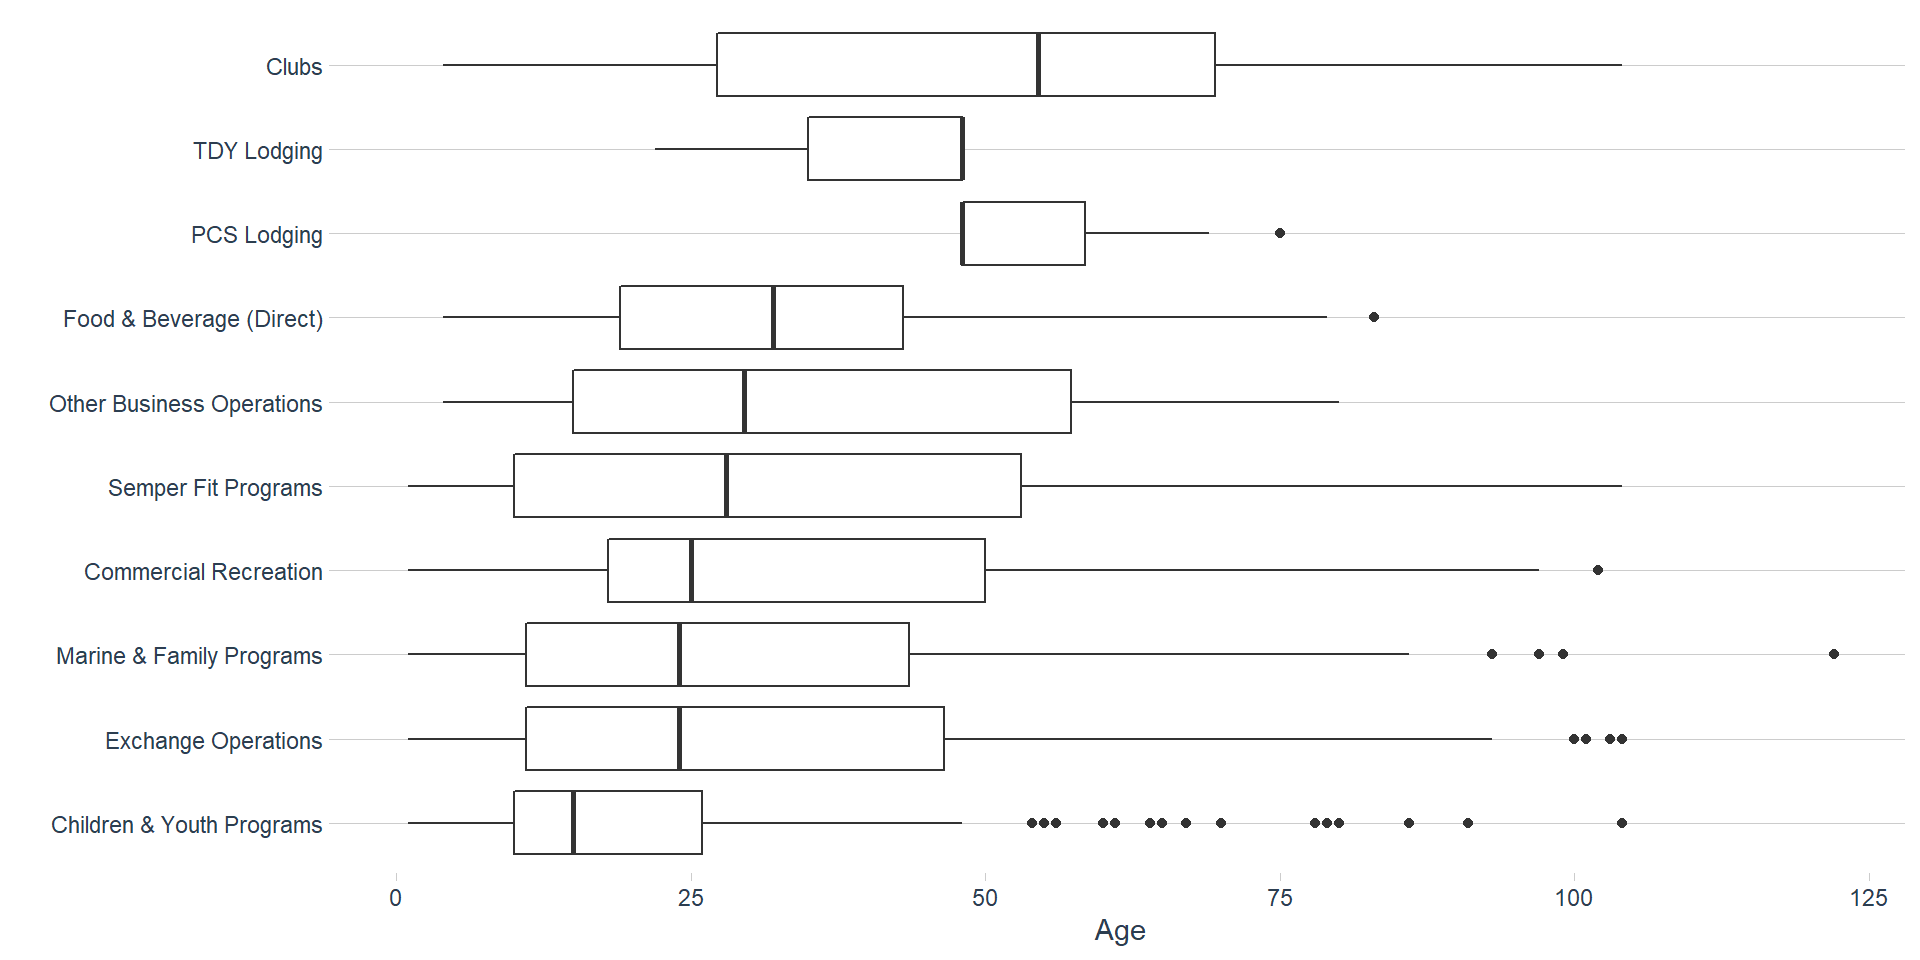 Clubs
TDY Lodging
PCS Lodging
Food & Beverage (Direct)
Other Business Operations
Semper Fit Programs
Commercial Recreation
Marine & Family Programs
Exchange Operations
Children & Youth Programs
0 25 50 75 100 125
Age